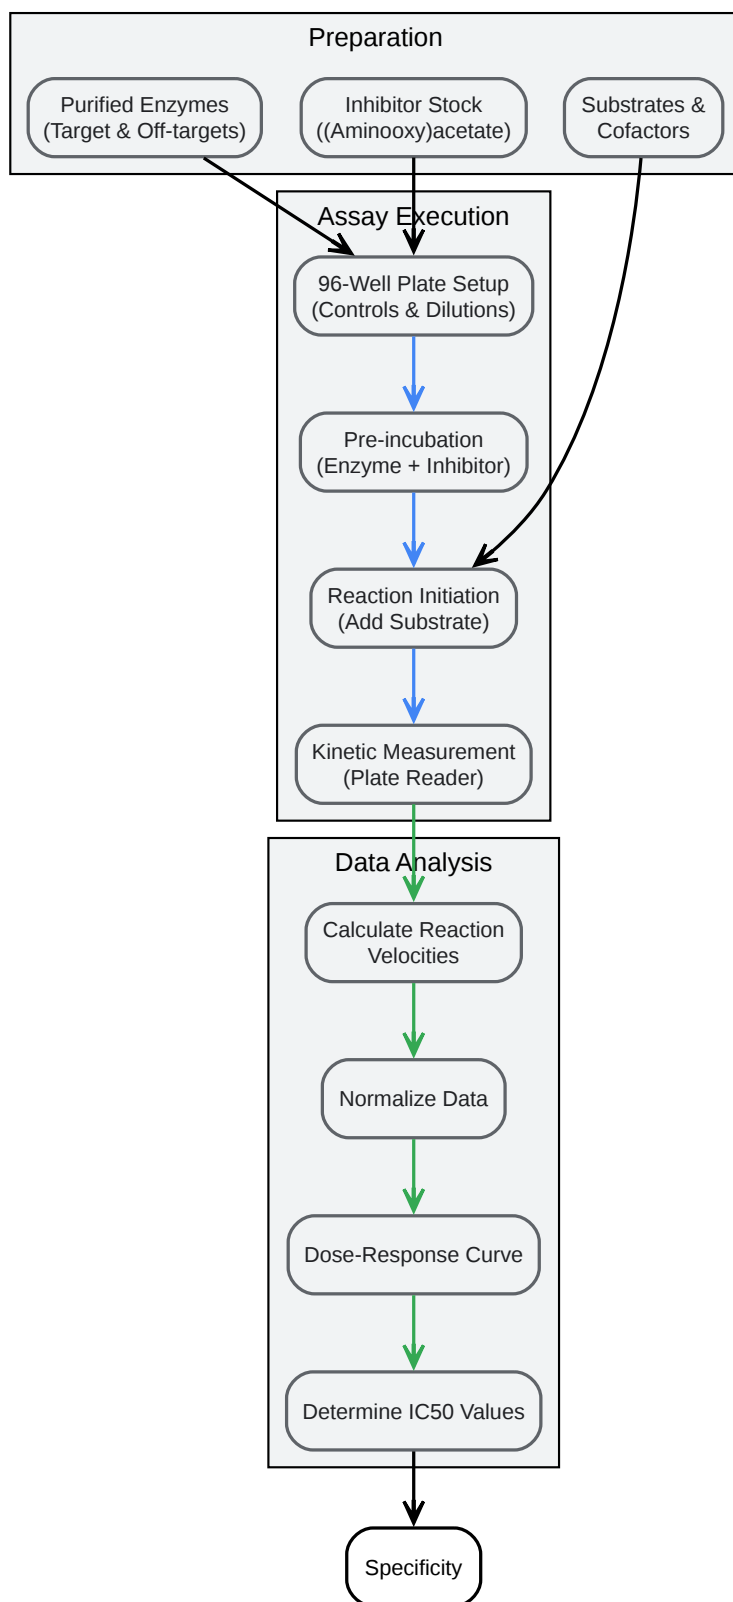 Preparation
Purified Enzymes
(Target & Off-targets)
Inhibitor Stock
((Aminooxy)acetate)
Substrates &
Cofactors
Assay Execution
96-Well Plate Setup
(Controls & Dilutions)
Pre-incubation
(Enzyme + Inhibitor)
Reaction Initiation
(Add Substrate)
Kinetic Measurement
(Plate Reader)
Data Analysis
Calculate Reaction
Velocities
Normalize Data
Dose-Response Curve
Determine IC50 Values
Specificity